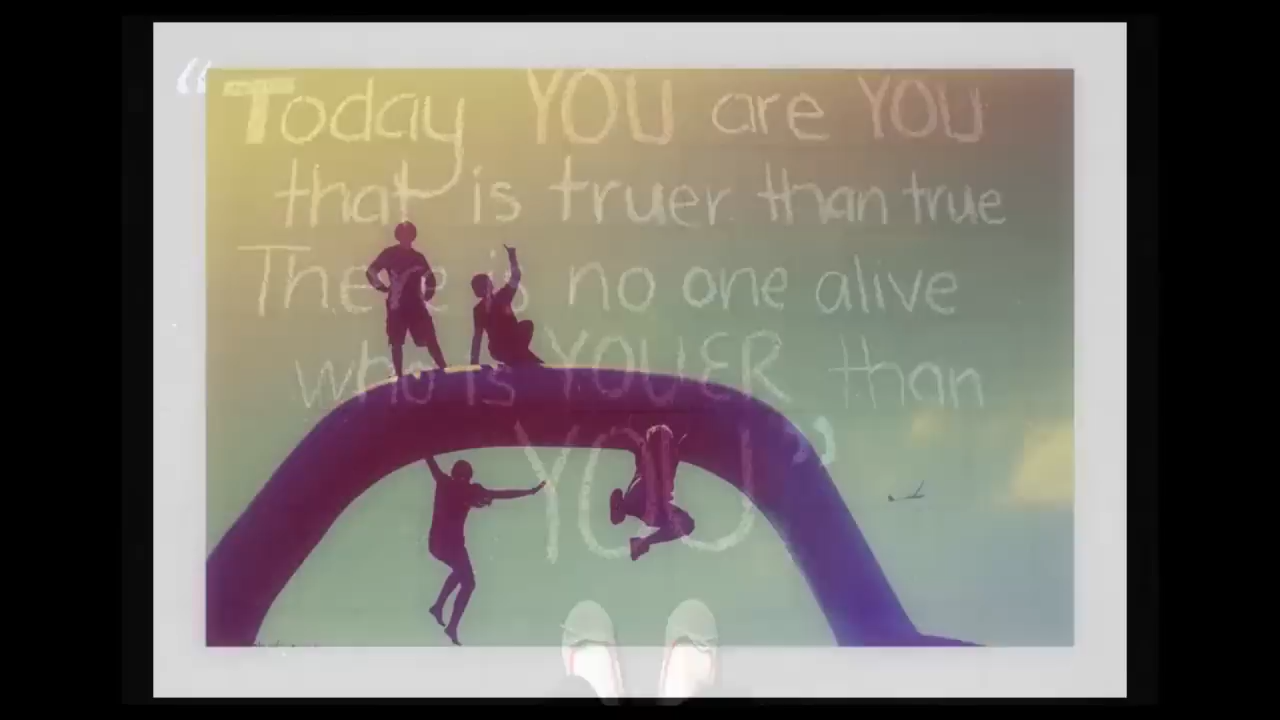 “Today YOU are YOU
that is truer than true
There is no one alive
who is YOUER than
YOU”